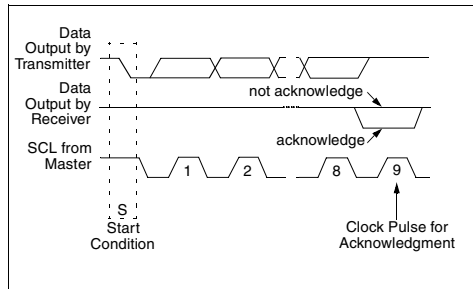 Data
Output by
Transmitter
Data
Output by
Receiver
not acknowledge
acknowledge
SCL from
Master
1
2
8
9
S
Start
Condition
Clock Pulse for
Acknowledgment